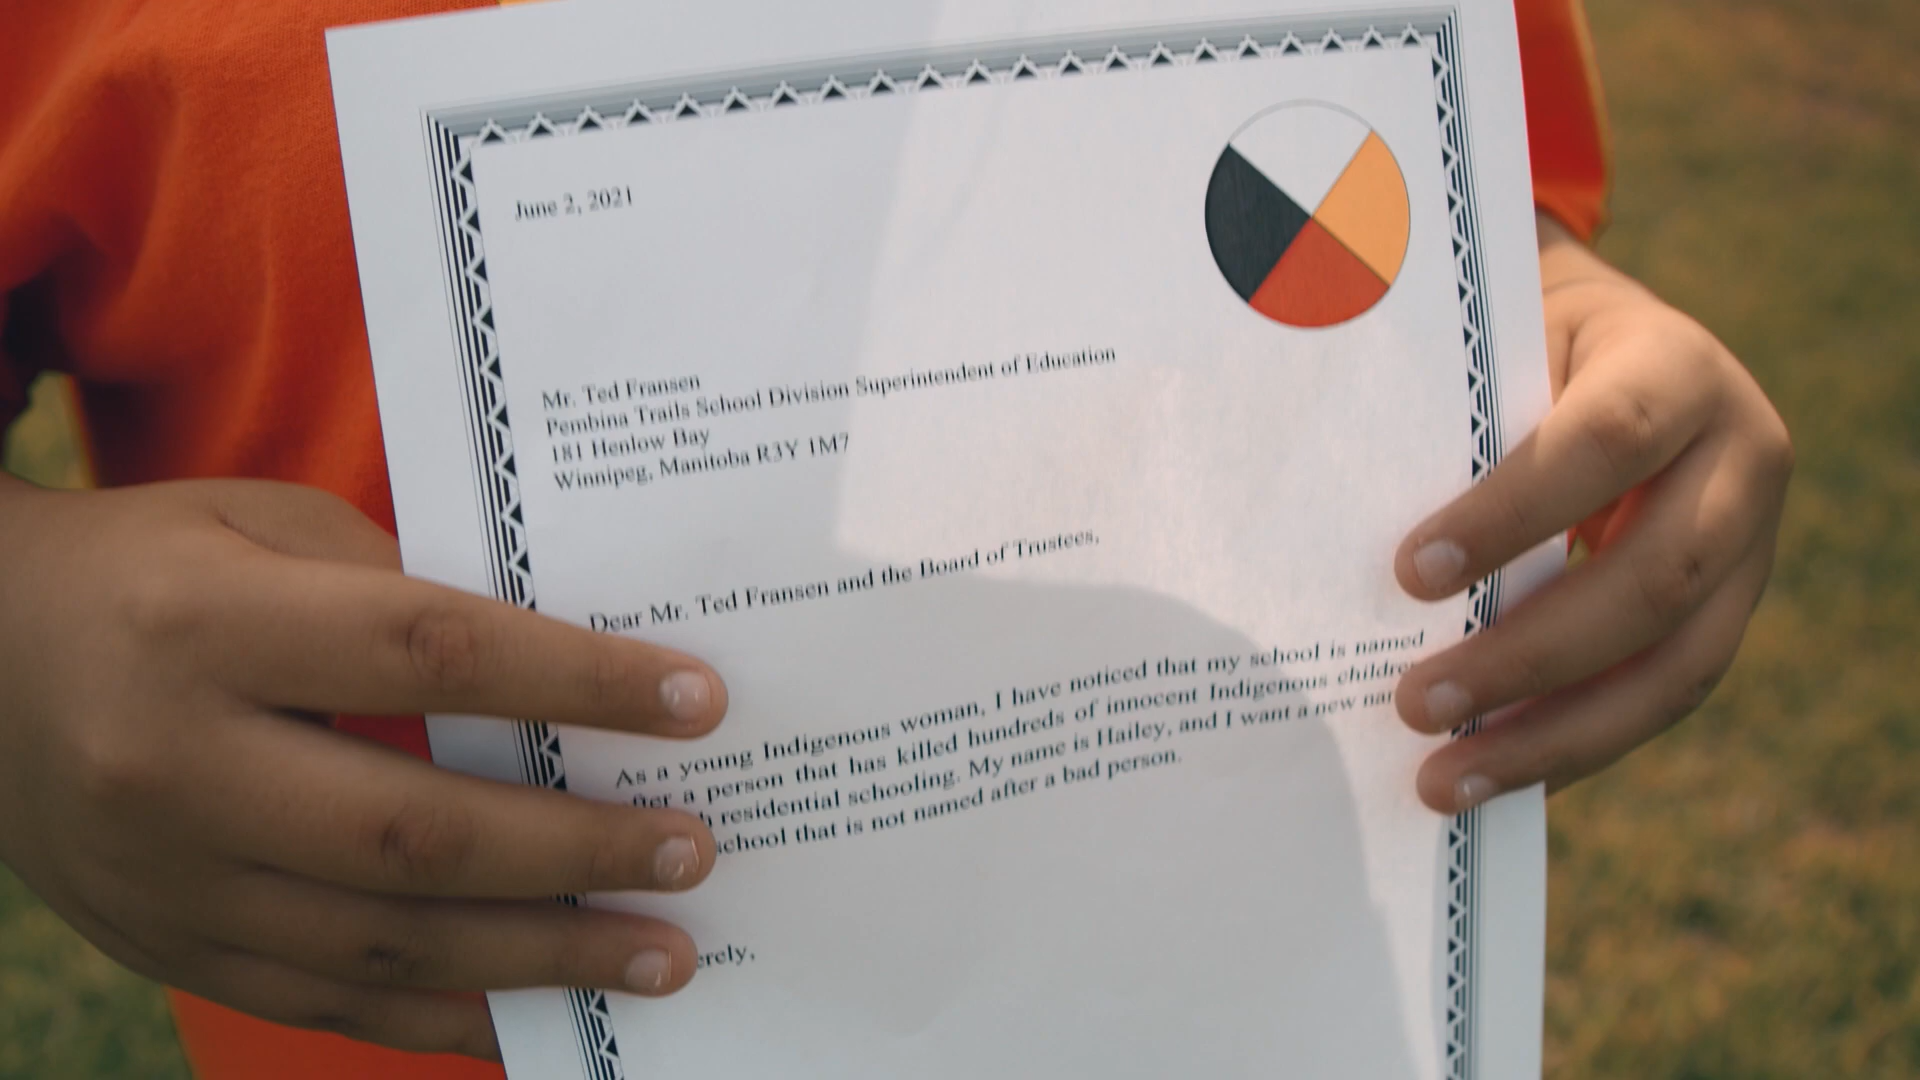 June 2, 2021
Mr. Ted Fransen
Pembina Trails School Division Superintendent of Education
181 Henlow Bay
Winnipeg, Manitoba R3Y 1M7
Dear Mr. Ted Fransen and the Board of Trustees,
As a young Indigenous woman, I have noticed that my school is named
after a person that has killed hundreds of innocent Indigenous children
residential schooling. My name is Hailey, and I want a new
school that is not named after a bad person.